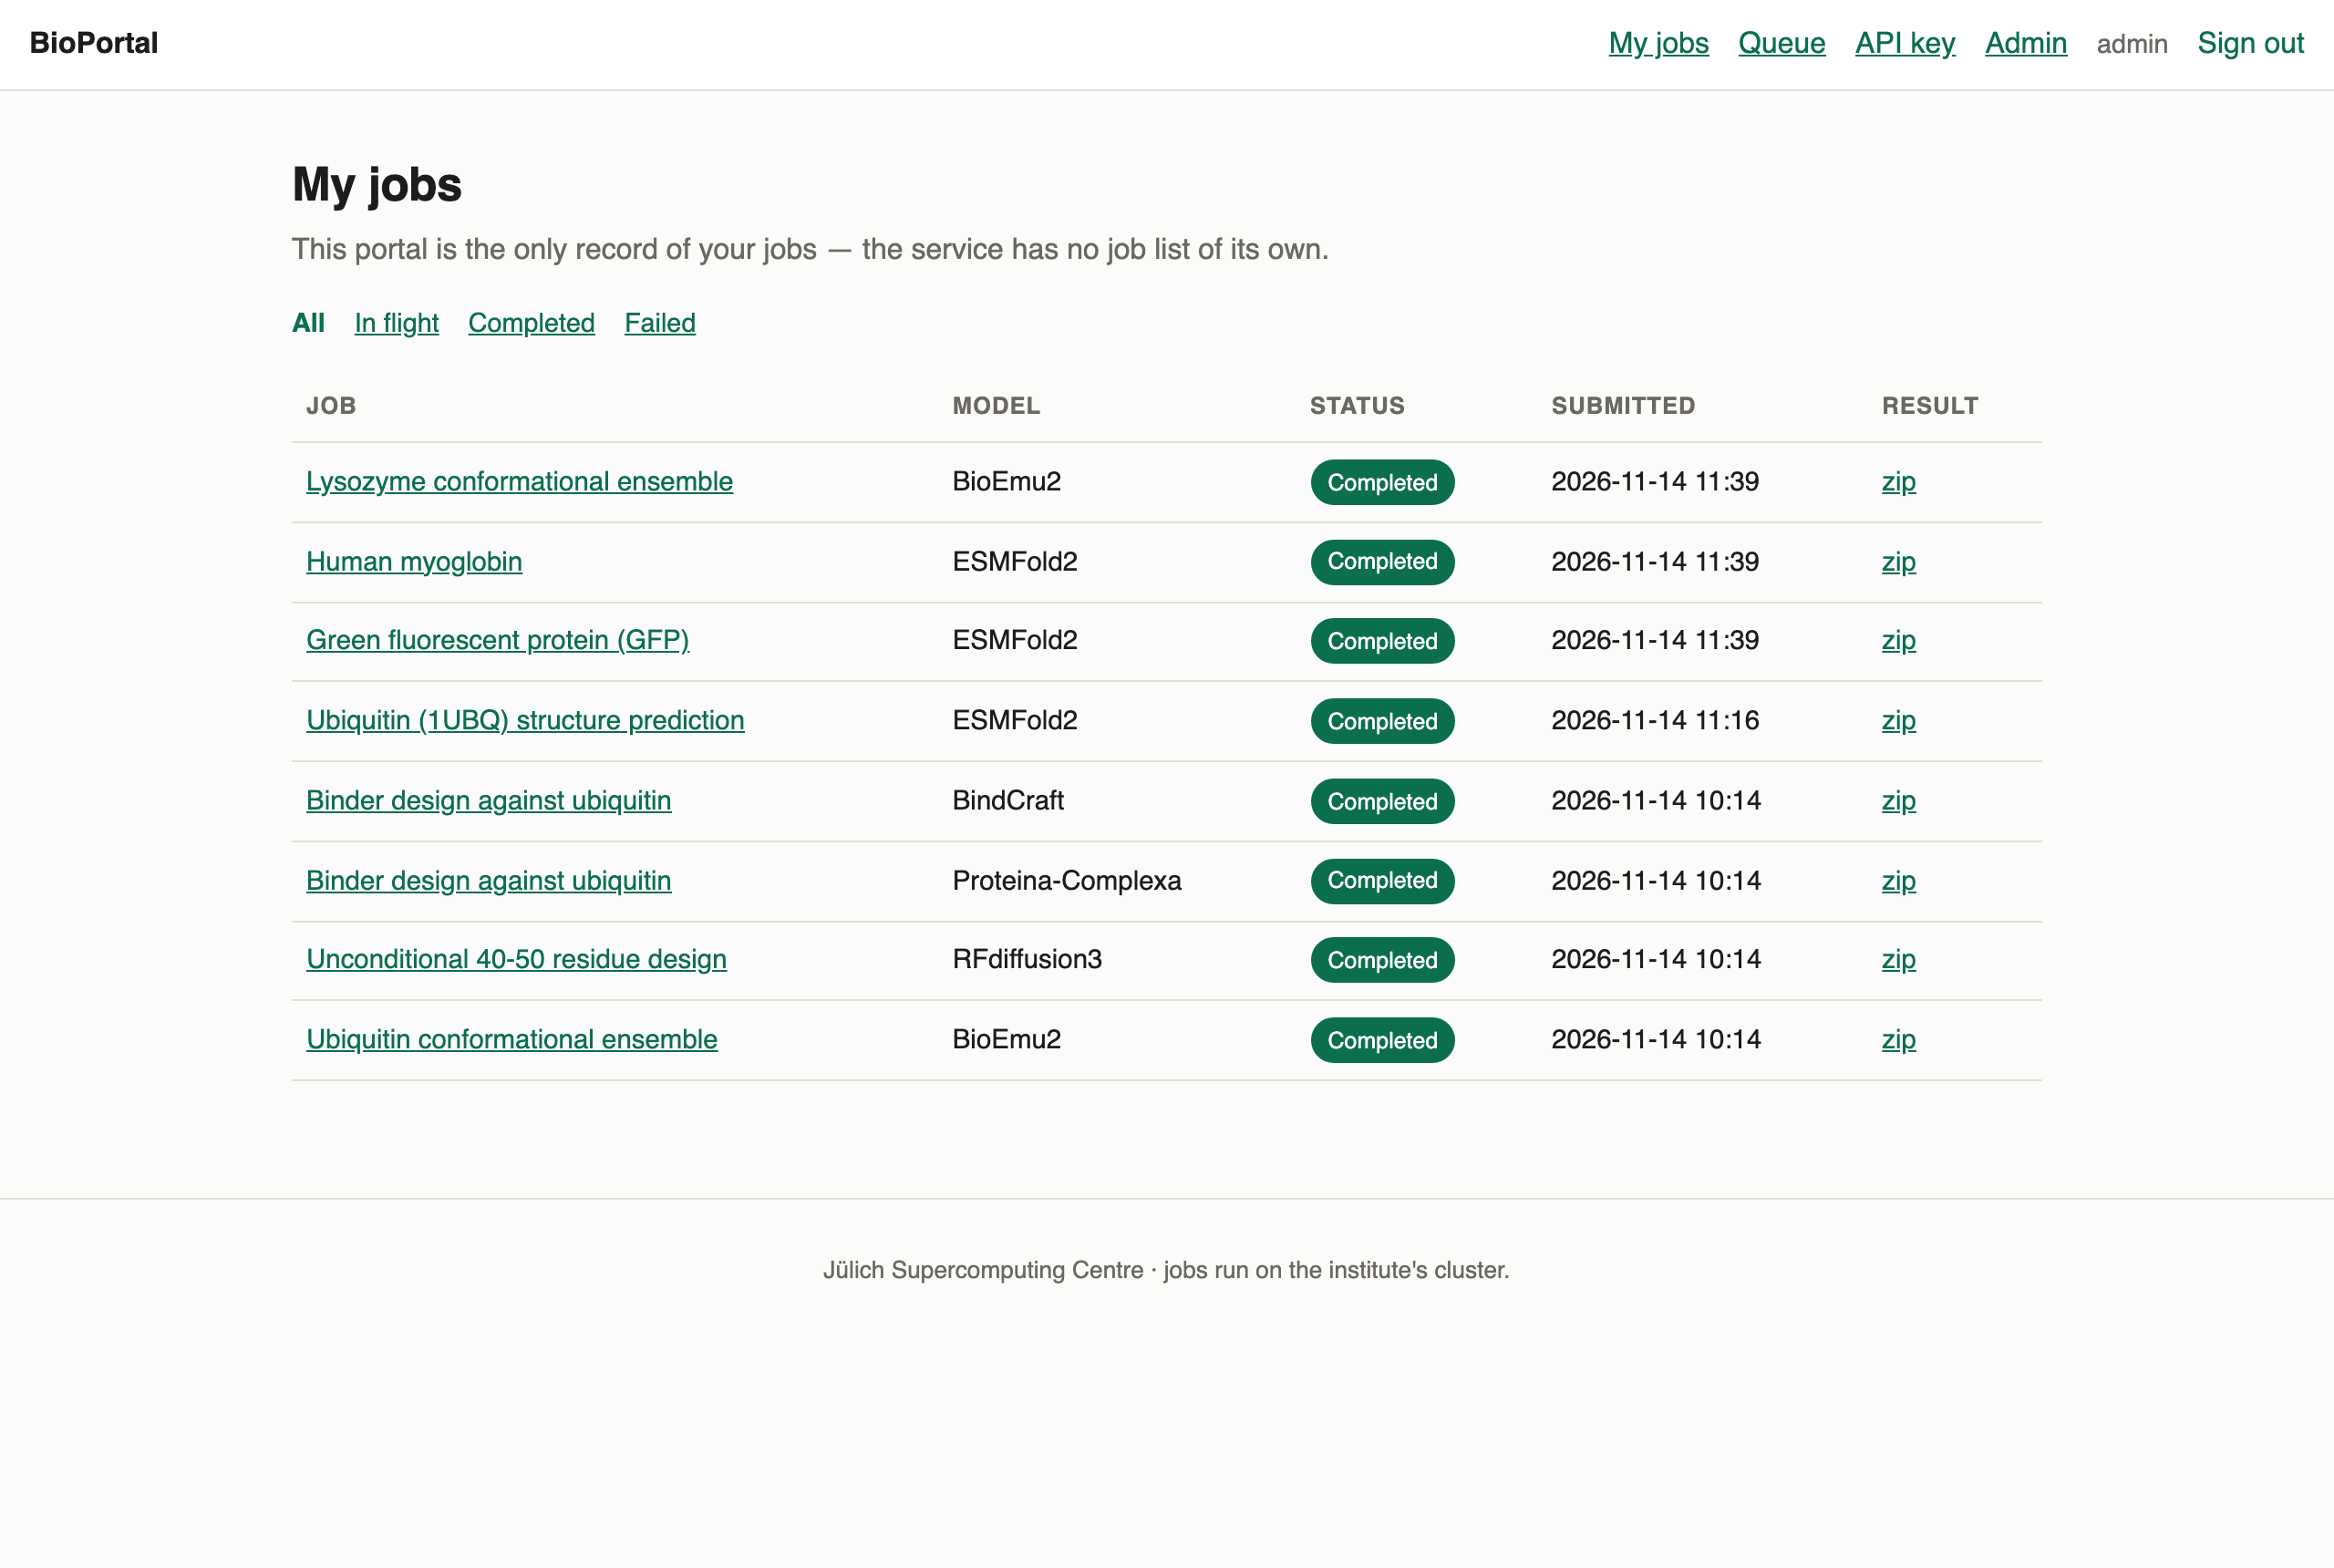 BioPortal My jobs Queue API key Admin admin Sign out
My jobs
This portal is the only record of your jobs — the service has no job list of its own.
All In flight Completed Failed
JOB MODEL STATUS SUBMITTED RESULT
Lysozyme conformational ensemble BioEmu2 Completed 2026-11-14 11:39 zip
Human myoglobin ESMFold2 Completed 2026-11-14 11:39 zip
Green fluorescent protein (GFP) ESMFold2 Completed 2026-11-14 11:39 zip
Ubiquitin (1UBQ) structure prediction ESMFold2 Completed 2026-11-14 11:16 zip
Binder design against ubiquitin BindCraft Completed 2026-11-14 10:14 zip
Binder design against ubiquitin Proteina-Complexa Completed 2026-11-14 10:14 zip
Unconditional 40-50 residue design RFdiffusion3 Completed 2026-11-14 10:14 zip
Ubiquitin conformational ensemble BioEmu2 Completed 2026-11-14 10:14 zip
Jülich Supercomputing Centre · jobs run on the institute's cluster.